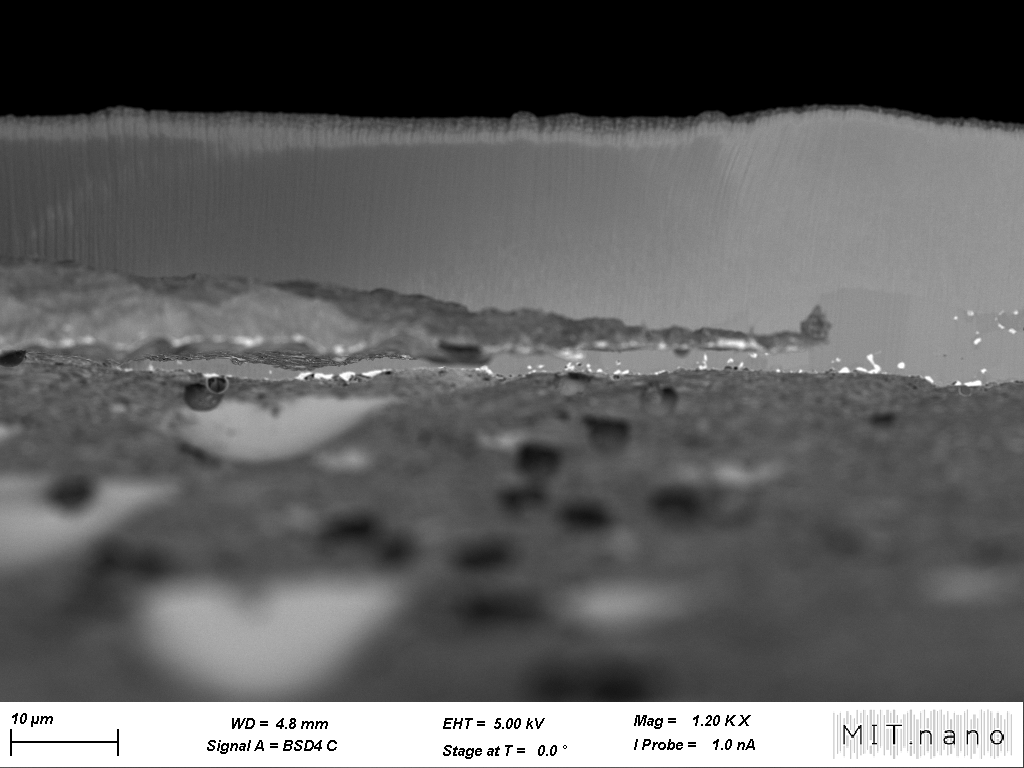 10 µm
WD = 4.8 mm
Signal A = BSD4 C
EHT = 5.00 kV
Stage at T = 0.0 °
Mag = 1.20 K X
I Probe = 1.0 nA
MIT.nano